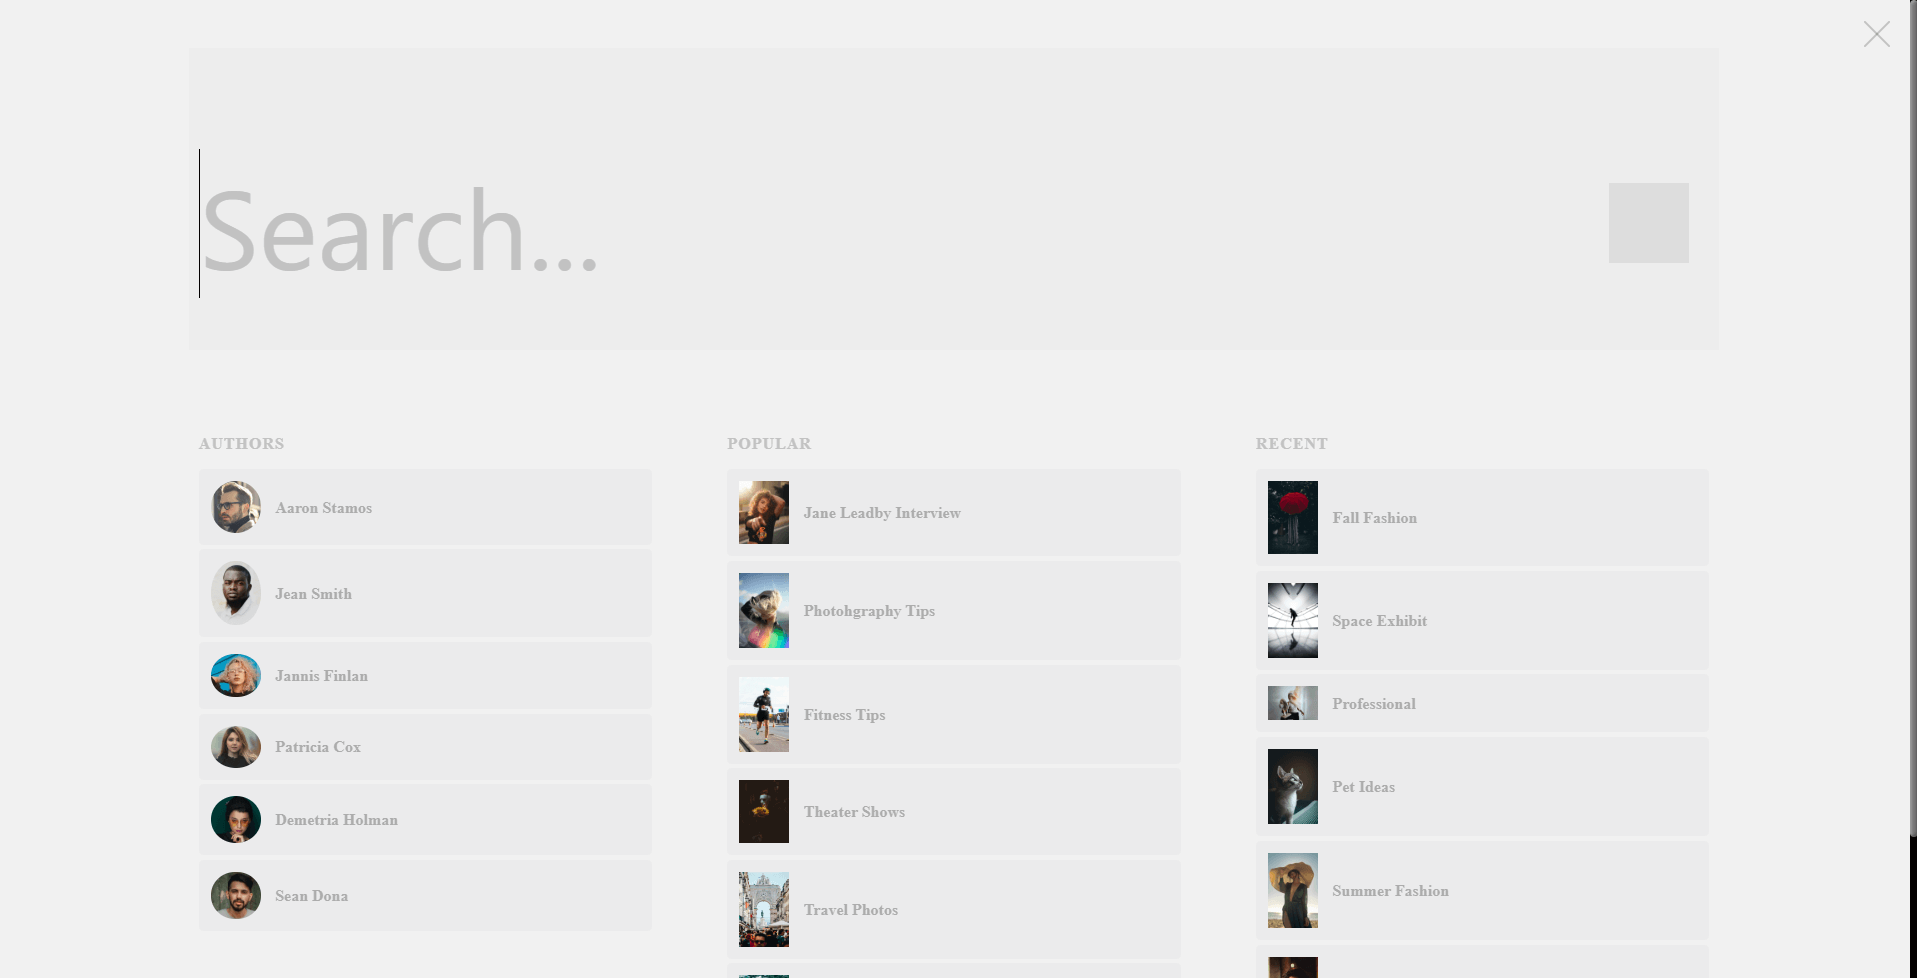 Search...
AUTHORS
Aaron Stamos
Jean Smith
Jannis Finlan
Patricia Cox
Demetria Holman
Sean Dona
POPULAR
Jane Leadby Interview
Photohgraphy Tips
Fitness Tips
Theater Shows
Travel Photos
RECENT
Fall Fashion
Space Exhibit
Professional
Pet Ideas
Summer Fashion